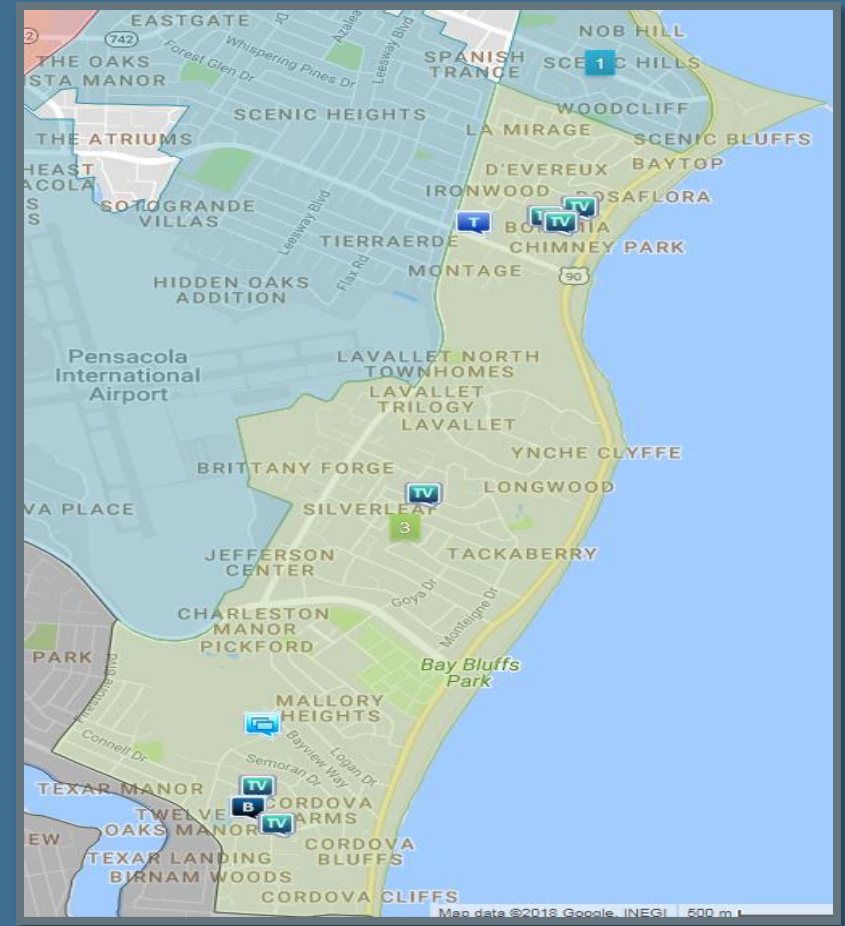 EASTGATE
742
Azalea
Leesway Blvd
Whispering Pines Dr
Forest Glen Dr
THE OAKS
STA MANOR
NOB HILL
SPANISH
TRANCE
SCENIC HILLS
1
SCENIC HEIGHTS
WOODCLIFF
THE ATRIUMS
LA MIRAGE
SCENIC BLUFFS
HEAST
ACOLA
S
S
D'EVEREUX
BAYTOP
IRONWOOD
ROSAFLORA
SOTOGRANDE
VILLAS
Leesway Blvd
T
TV
TV
TIERRAERDE
CHIMNEY PARK
Flax Rd
MONTAGE
90
HIDDEN OAKS
ADDITION
Pensacola
International
Airport
LAVALLET NORTH
TOWNHOMES
LAVALLET
TRILOGY
LAVALLET
YNCHE CLYFFE
BRITTANY FORGE
TV
LONGWOOD
VA PLACE
SILVERLEAF
3
JEFFERSON
CENTER
TACKABERRY
Goya Dr
Monteigne Dr
CHARLESTON
MANOR
PICKFORD
PARK
Bay Bluffs
Park
Firestone Blvd
MALLORY
HEIGHTS
Connell Dr
Bayview Way
Logan Dr
Semoran Dr
TEXAR MANOR
TV
B
CORDOVA
ARMS
TWELVE
OAKS MANOR
TV
EW
TEXAR LANDING
BIRNAM WOODS
CORDOVA
BLUFFS
CORDOVA CLIFFS
Map data ©2018 Google, INEGI
500 m